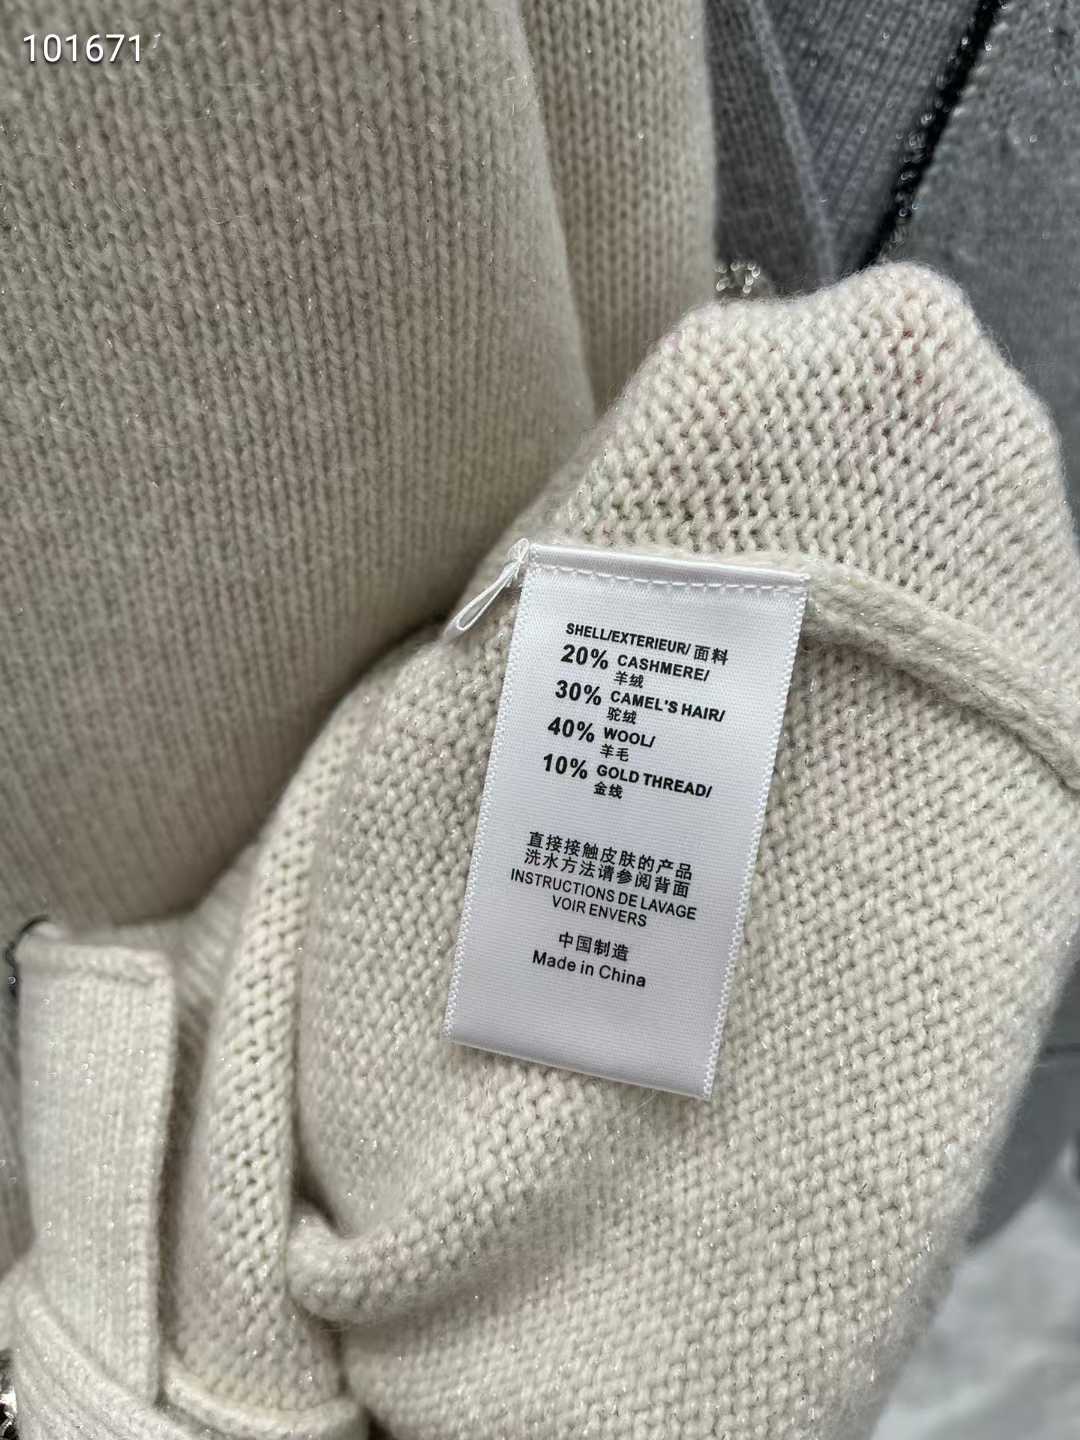 101671
SHELL/EXTERIEUR/面料
20% CASHMERE/
羊绒
30% CAMEL'S HAIR/
驼绒
40% WOOL/
羊毛
10% GOLD THREAD/
金线
直接接触皮肤的产品
洗水方法请参阅背面
INSTRUCTIONS DE LAVAGE
VOIR ENVERS
中国制造
Made in China